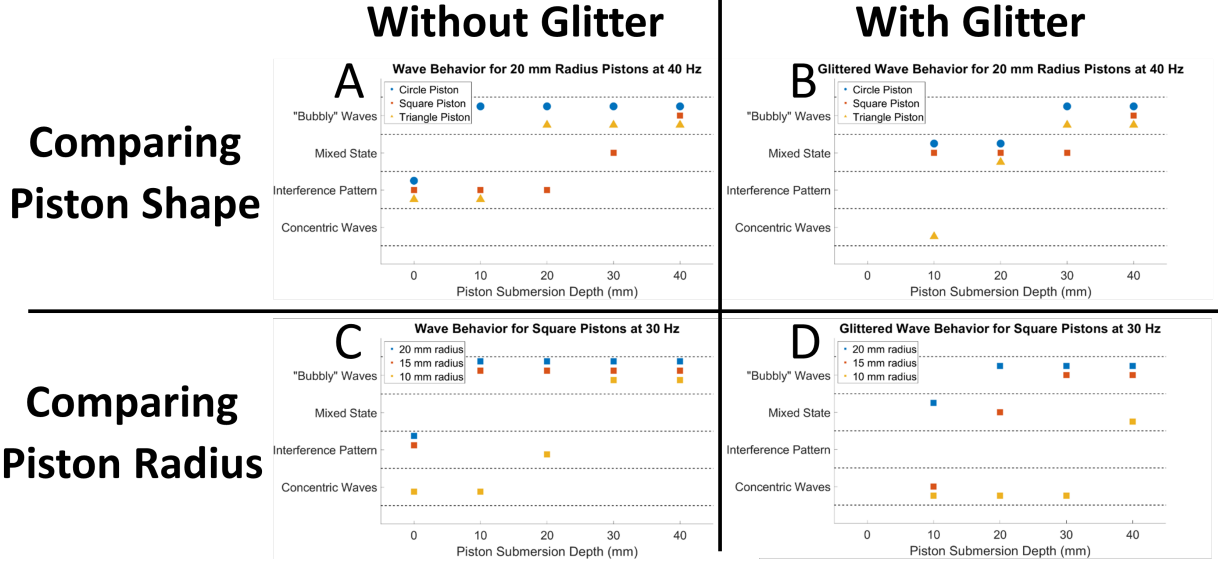 Without Glitter
With Glitter
Comparing
Piston Shape
A
Wave Behavior for 20 mm Radius Pistons at 40 Hz
Circle Piston
Square Piston
Triangle Piston
"Bubbly" Waves
Mixed State
Interference Pattern
Concentric Waves
0 10 20 30 40
Piston Submersion Depth (mm)
B
Glittered Wave Behavior for 20 mm Radius Pistons at 40 Hz
Circle Piston
Square Piston
Triangle Piston
"Bubbly" Waves
Mixed State
Interference Pattern
Concentric Waves
0 10 20 30 40
Piston Submersion Depth (mm)
Comparing
Piston Radius
C
Wave Behavior for Square Pistons at 30 Hz
20 mm radius
15 mm radius
10 mm radius
"Bubbly" Waves
Mixed State
Interference Pattern
Concentric Waves
0 10 20 30 40
Piston Submersion Depth (mm)
D
Glittered Wave Behavior for Square Pistons at 30 Hz
20 mm radius
15 mm radius
10 mm radius
"Bubbly" Waves
Mixed State
Interference Pattern
Concentric Waves
0 10 20 30 40
Piston Submersion Depth (mm)